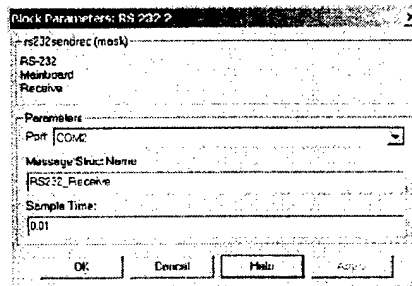 Block Parameters: RS-232 2
rs232sendrec (mask)
RS-232
Mainboard
Receive
Parameters
Port COM2
Message Struct Name
RS232_Receive
Sample Time:
0.01
OK Cancel Help Apply